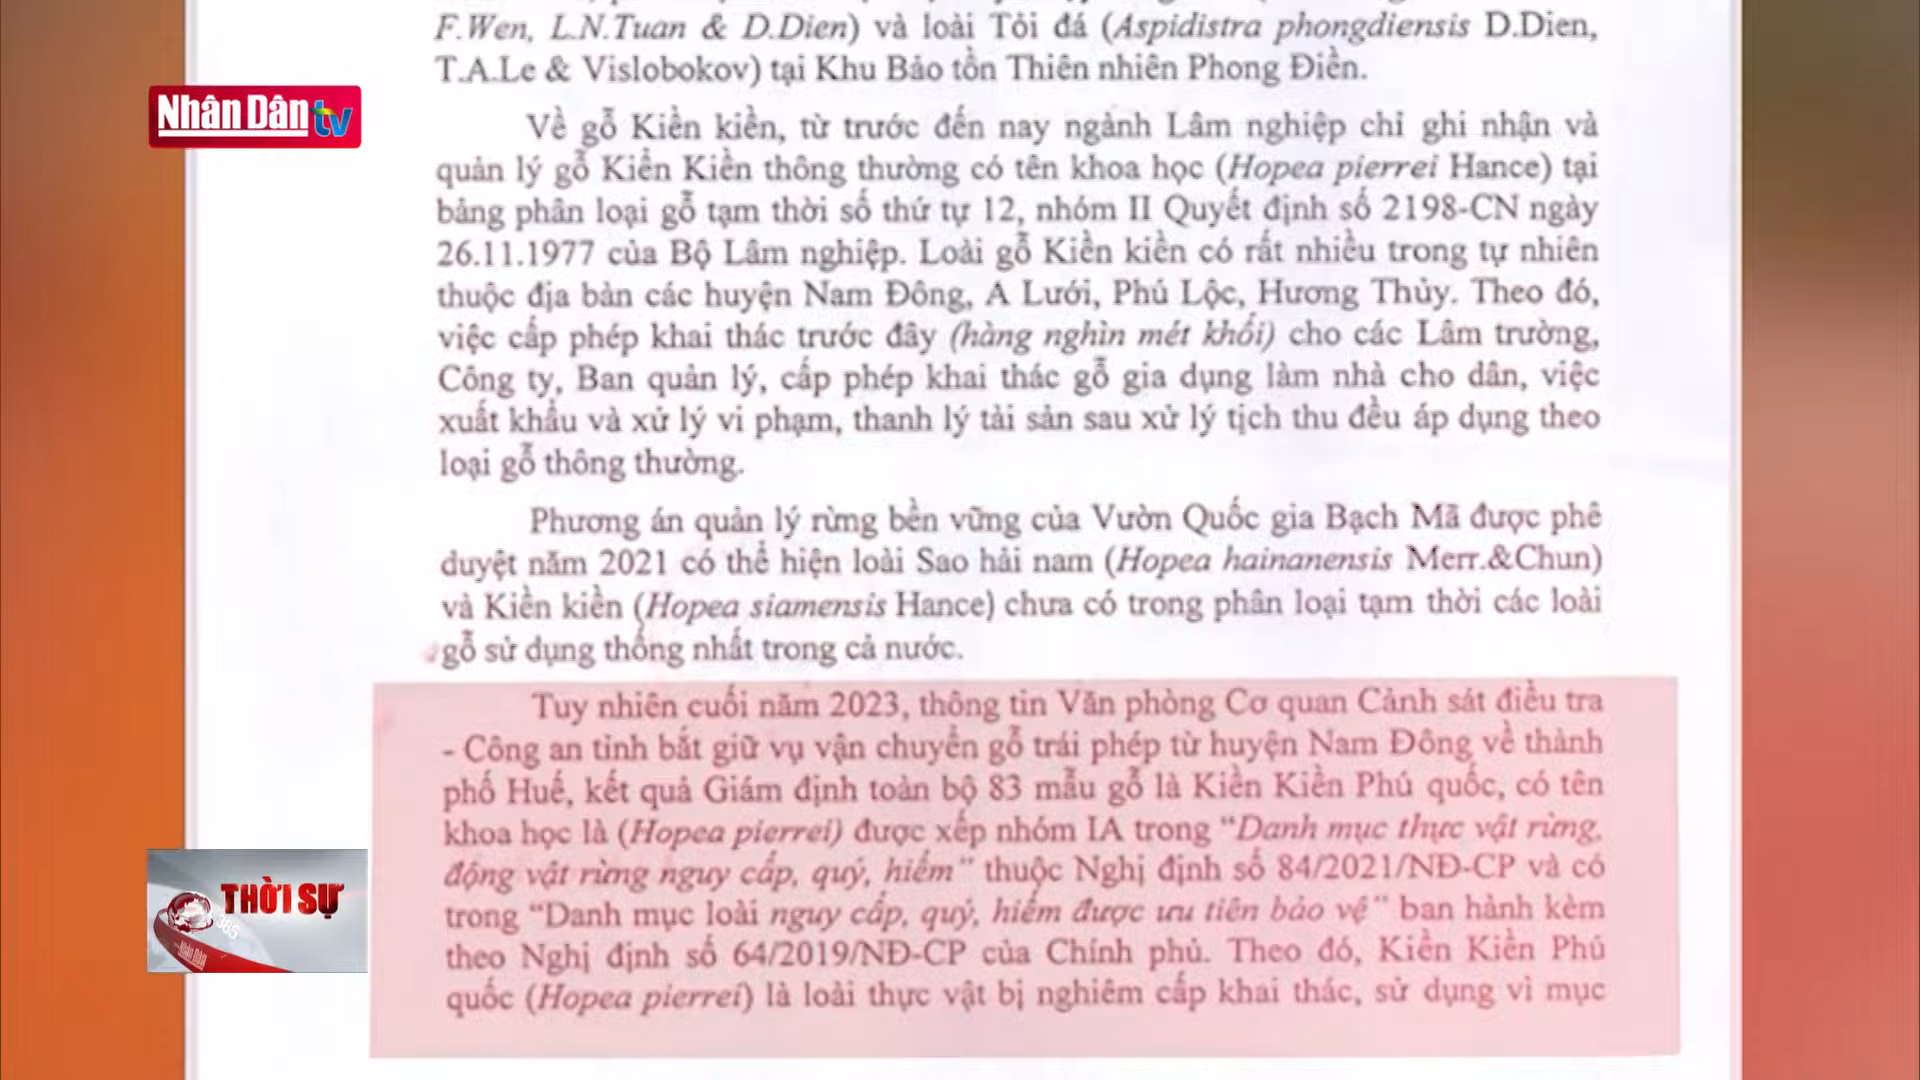 F.Wen, L.N.Tuan & D.Dien) và loài Tỏi đá (Aspidistra phongdiensis D.Dien,
T.A.Le & Vislobokov) tại Khu Bảo tồn Thiên nhiên Phong Điền.
Nhân Dân tv
Về gỗ Kiền kiền, từ trước đến nay ngành Lâm nghiệp chỉ ghi nhận và
quản lý gỗ Kiền Kiền thông thường có tên khoa học (Hopea pierrei Hance) tại
bảng phân loại gỗ tạm thời số thứ tự 12, nhóm II Quyết định số 2198-CN ngày
26.11.1977 của Bộ Lâm nghiệp. Loài gỗ Kiền kiền có rất nhiều trong tự nhiên
thuộc địa bàn các huyện Nam Đông, A Lưới, Phú Lộc, Hương Thủy. Theo đó,
việc cấp phép khai thác trước đây (hàng nghìn mét khối) cho các Lâm trường,
Công ty, Ban quản lý, cấp phép khai thác gỗ gia dụng làm nhà cho dân, việc
xuất khẩu và xử lý vi phạm, thanh lý tài sản sau xử lý tịch thu đều áp dụng theo
loại gỗ thông thường.
Phương án quản lý rừng bền vững của Vườn Quốc gia Bạch Mã được phê
duyệt năm 2021 có thể hiện loài Sao hải nam (Hopea hainanensis Merr.&Chun)
và Kiền kiền (Hopea siamensis Hance) chưa có trong phân loại tạm thời các loài
gỗ sử dụng thống nhất trong cả nước.
Tuy nhiên cuối năm 2023, thông tin Văn phòng Cơ quan Cảnh sát điều tra
- Công an tỉnh bắt giữ vụ vận chuyển gỗ trái phép từ huyện Nam Đông về thành
phố Huế, kết quả Giám định toàn bộ 83 mẫu gỗ là Kiền Kiền Phú quốc, có tên
khoa học là (Hopea pierrei) được xếp nhóm IA trong “Danh mục thực vật rừng,
động vật rừng nguy cấp, quý, hiếm” thuộc Nghị định số 84/2021/NĐ-CP và có
trong “Danh mục loài nguy cấp, quý, hiếm được ưu tiên bảo vệ” ban hành kèm
theo Nghị định số 64/2019/NĐ-CP của Chính phủ. Theo đó, Kiền Kiền Phú
quốc (Hopea pierrei) là loài thực vật bị nghiêm cấp khai thác, sử dụng vì mục
THỜI SỰ
365
NHÂN DÂN